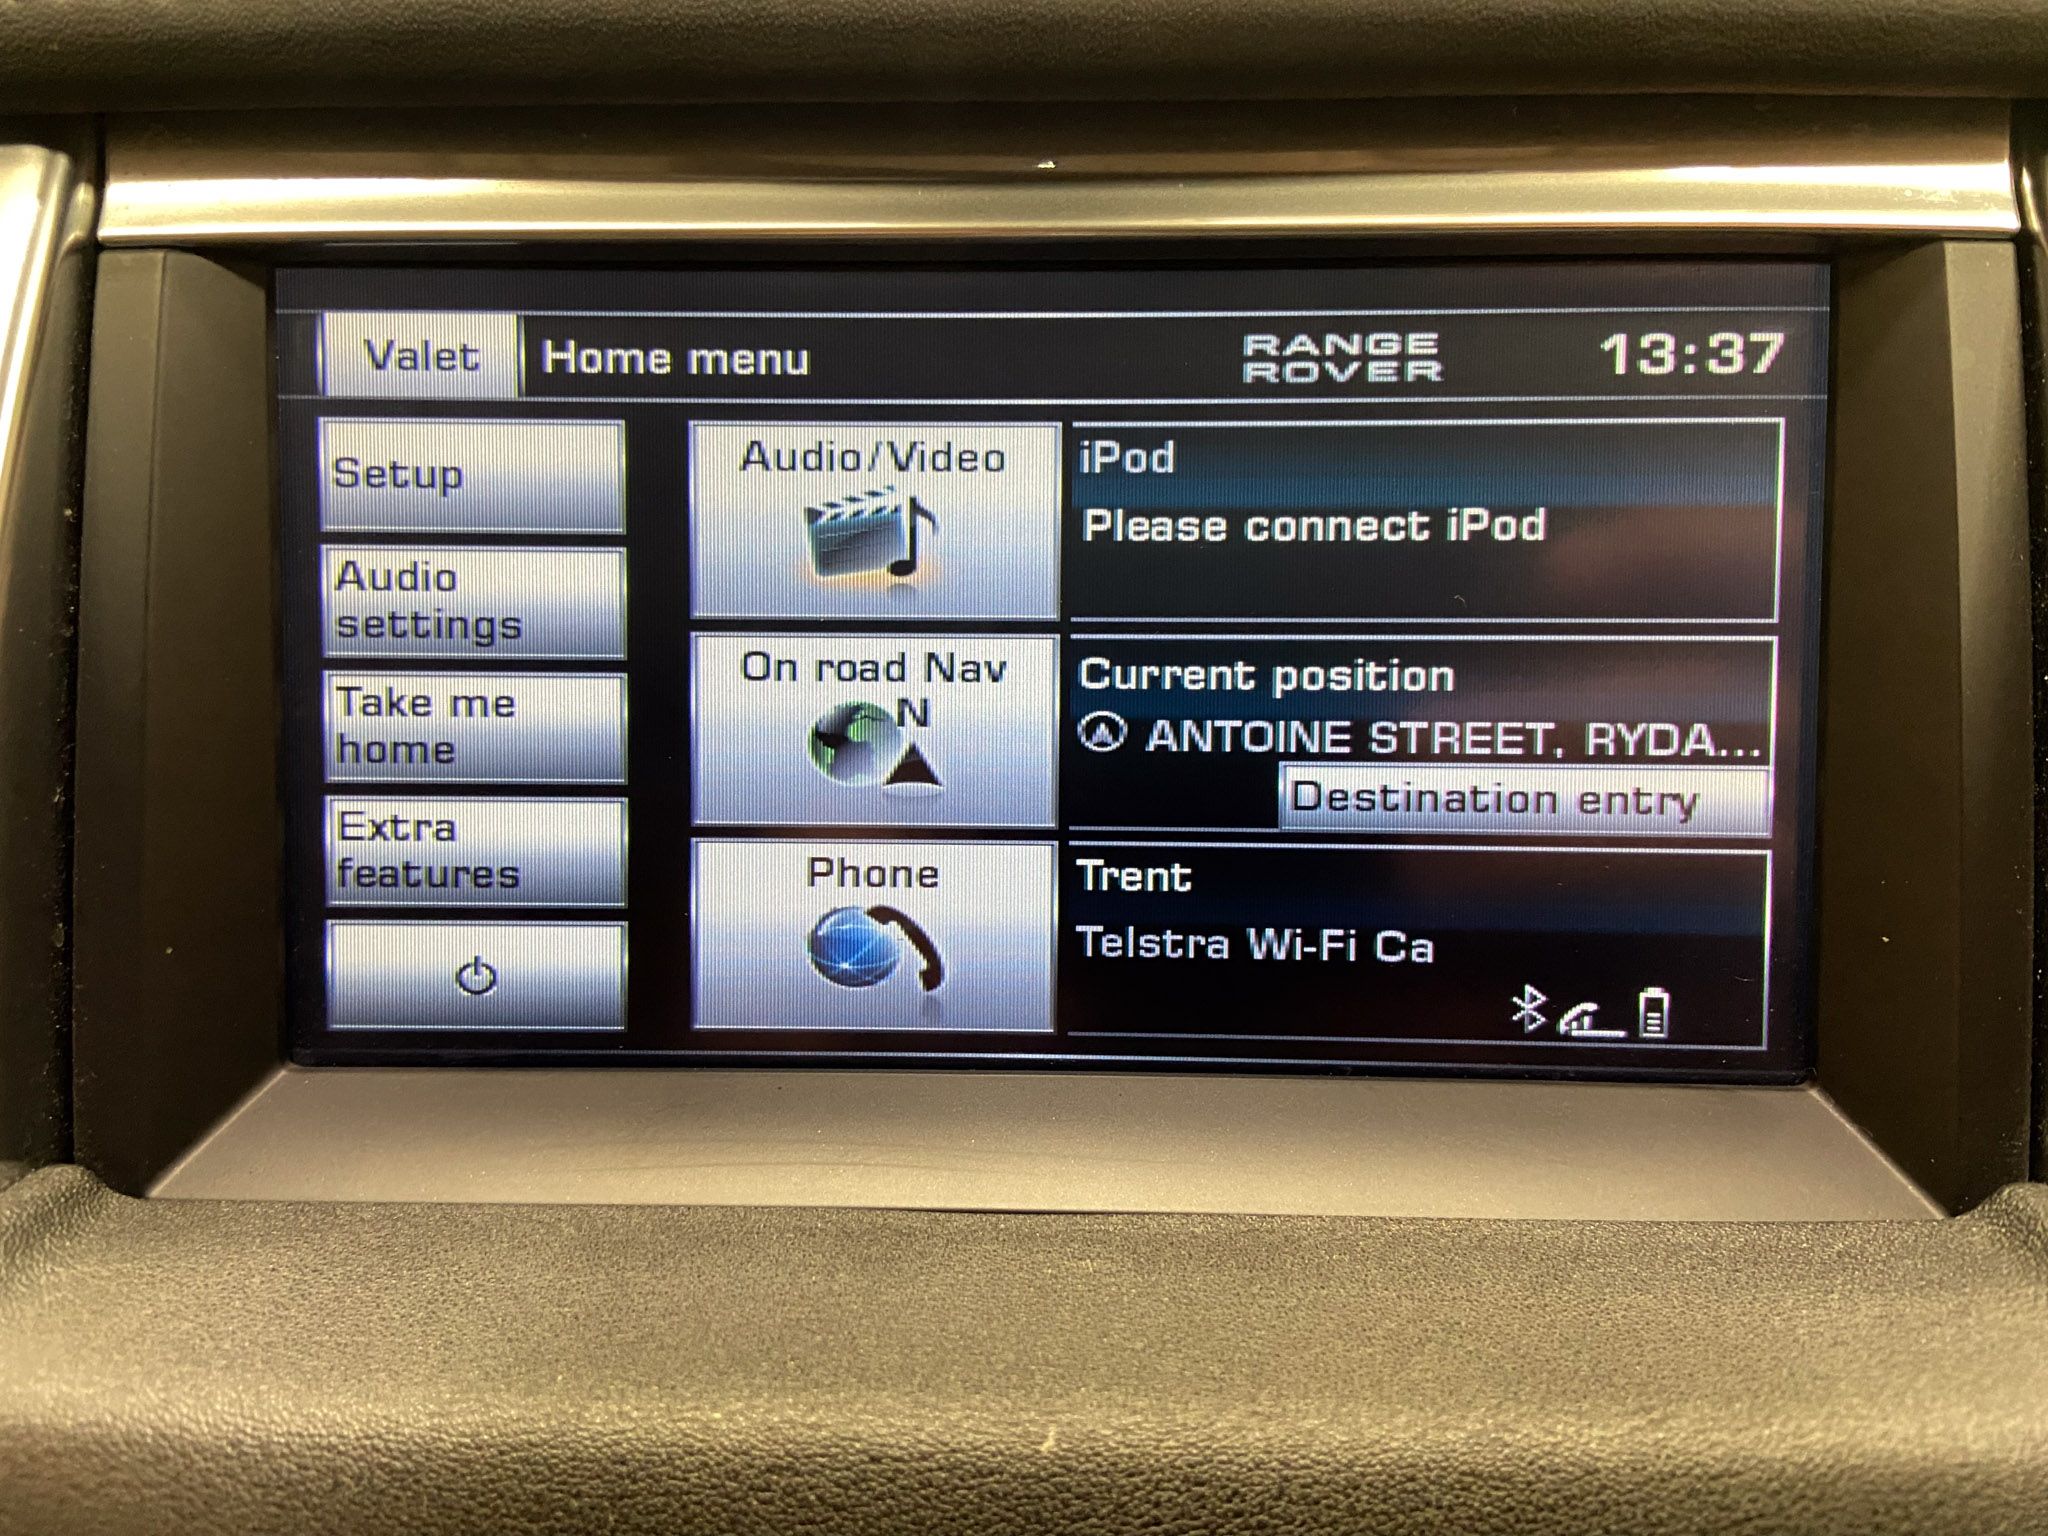 Valet
Home menu
RANGE
ROVER
13:37
Setup
Audio
settings
Take me
home
Extra
features
Audio/Video
iPod
Please connect iPod
On road Nav
N
Current position
ANTOINE STREET, RYDA...
Destination entry
Phone
Trent
Telstra Wi-Fi Ca